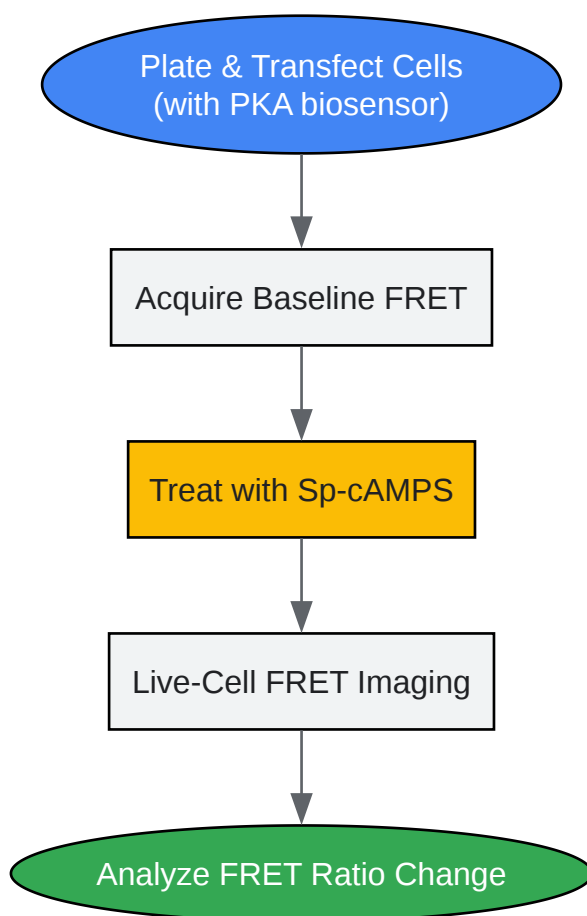 Plate & Transfect Cells
(with PKA biosensor)
Acquire Baseline FRET
Treat with Sp-cAMPS
Live-Cell FRET Imaging
Analyze FRET Ratio Change